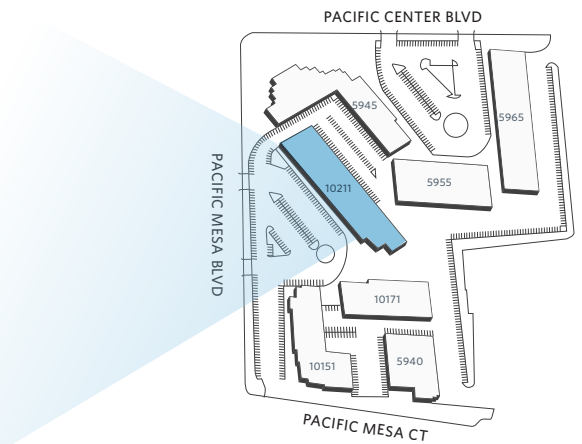 PACIFIC CENTER BLVD
5945
5965
PACIFIC MESA BLVD
5955
10211
10171
10151
5940
PACIFIC MESA CT